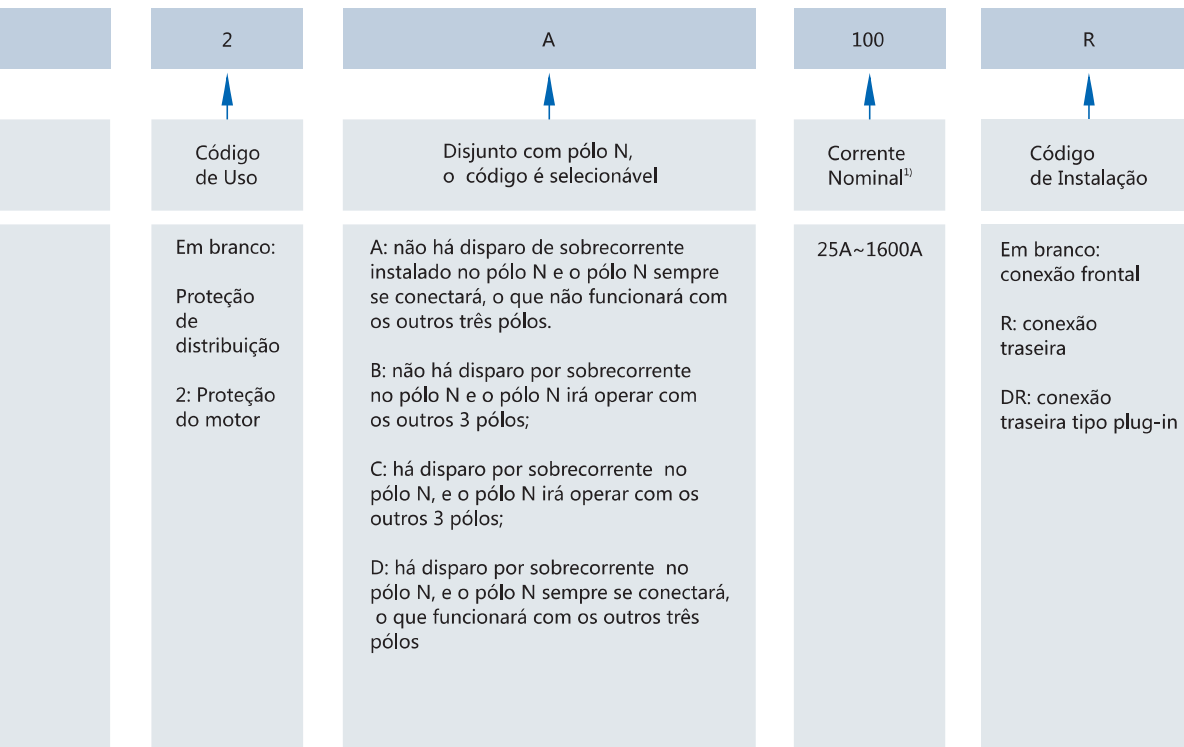 2
A
100
R
Código
de Uso
Disjunto com pólo N,
o código é selecionável
Corrente
Nominal¹⁾
Código
de Instalação
Em branco:
Proteção
de
distribuição
2: Proteção
do motor
A: não há disparo de sobrecorrente
instalado no pólo N e o pólo N sempre
se conectará, o que não funcionará com
os outros três pólos.
B: não há disparo por sobrecorrente
no pólo N e o pólo N irá operar com
os outros 3 pólos;
C: há disparo por sobrecorrente no
pólo N, e o pólo N irá operar com os
outros 3 pólos;
D: há disparo por sobrecorrente no
pólo N, e o pólo N sempre se conectará,
o que funcionará com os outros três
pólos
25A~1600A
Em branco:
conexão frontal
R: conexão
traseira
DR: conexão
traseira tipo plug-in